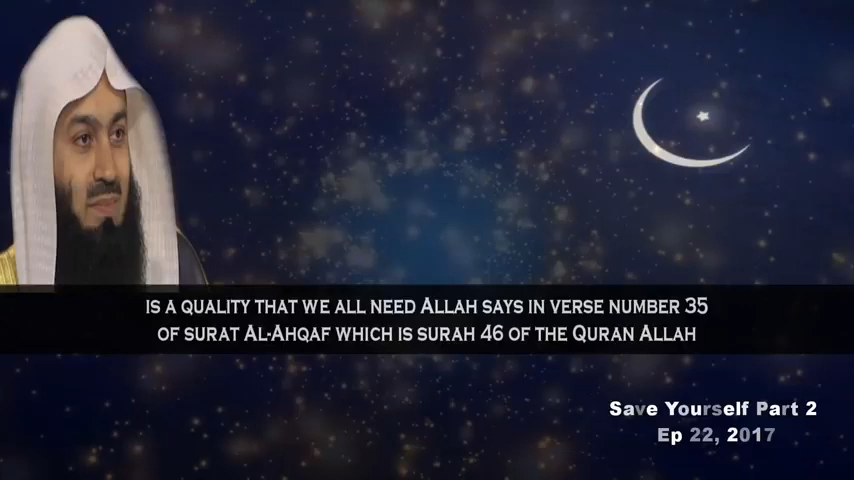 IS A QUALITY THAT WE ALL NEED ALLAH SAYS IN VERSE NUMBER 35
OF SURAT AL-AHQAF WHICH IS SURAH 46 OF THE QURAN ALLAH
Save Yourself Part 2
Ep 22, 2017